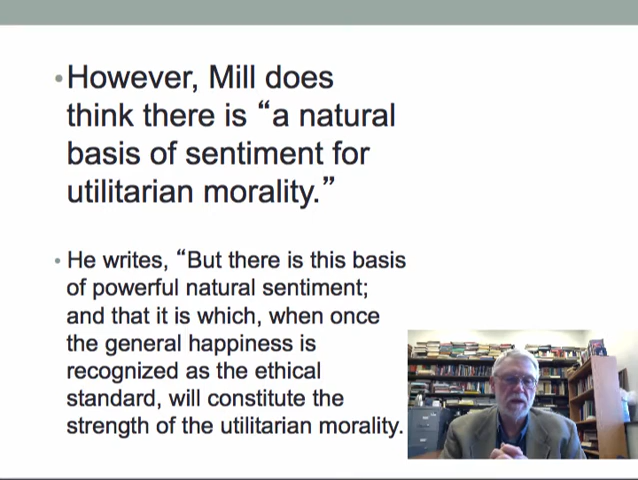 •However, Mill does
think there is “a natural
basis of sentiment for
utilitarian morality.”
• He writes, “But there is this basis
of powerful natural sentiment;
and that it is which, when once
the general happiness is
recognized as the ethical
standard, will constitute the
strength of the utilitarian morality.